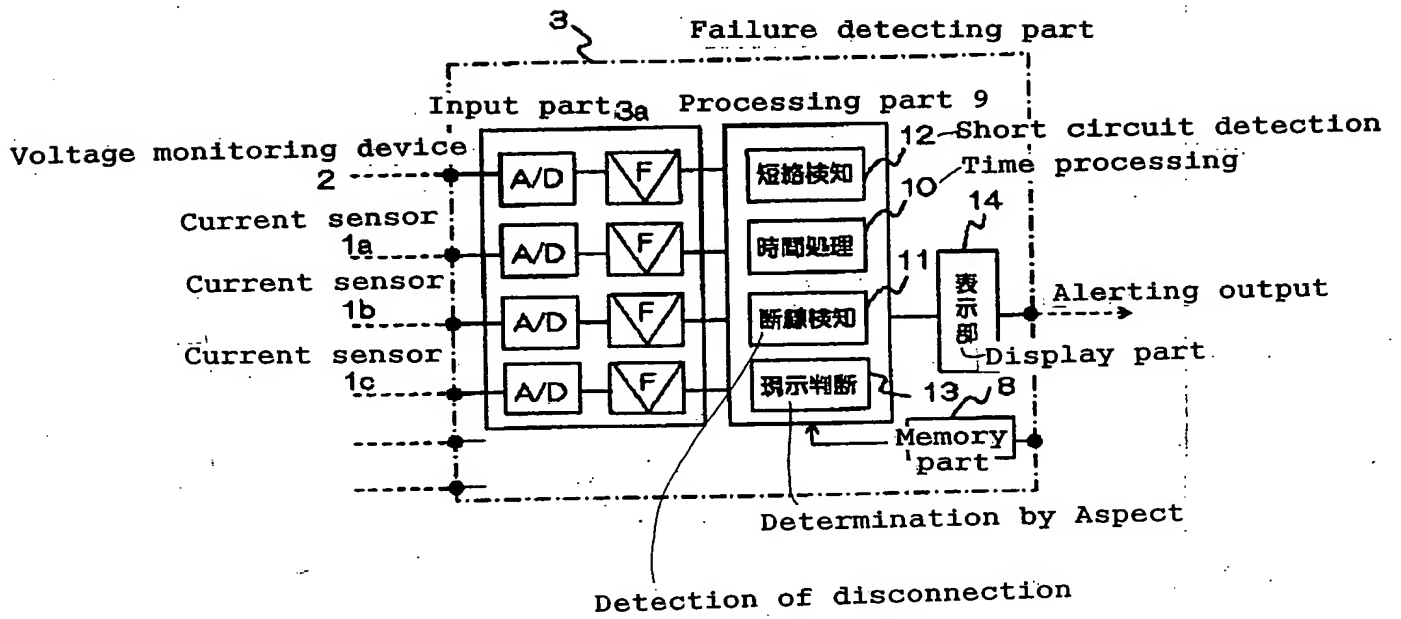 3
Failure detecting part
Input part 3a
Processing part 9
12
Short circuit detection
Voltage monitoring device
2
A/D
F
短絡検知
10
Time processing
Current sensor
1a
A/D
F
時間処理
14
Current sensor
1b
A/D
F
断線検知
11
表示部
Alerting output
Display part
Current sensor
1c
A/D
F
現示判断
13
8
Memory
part
Determination by Aspect
Detection of disconnection